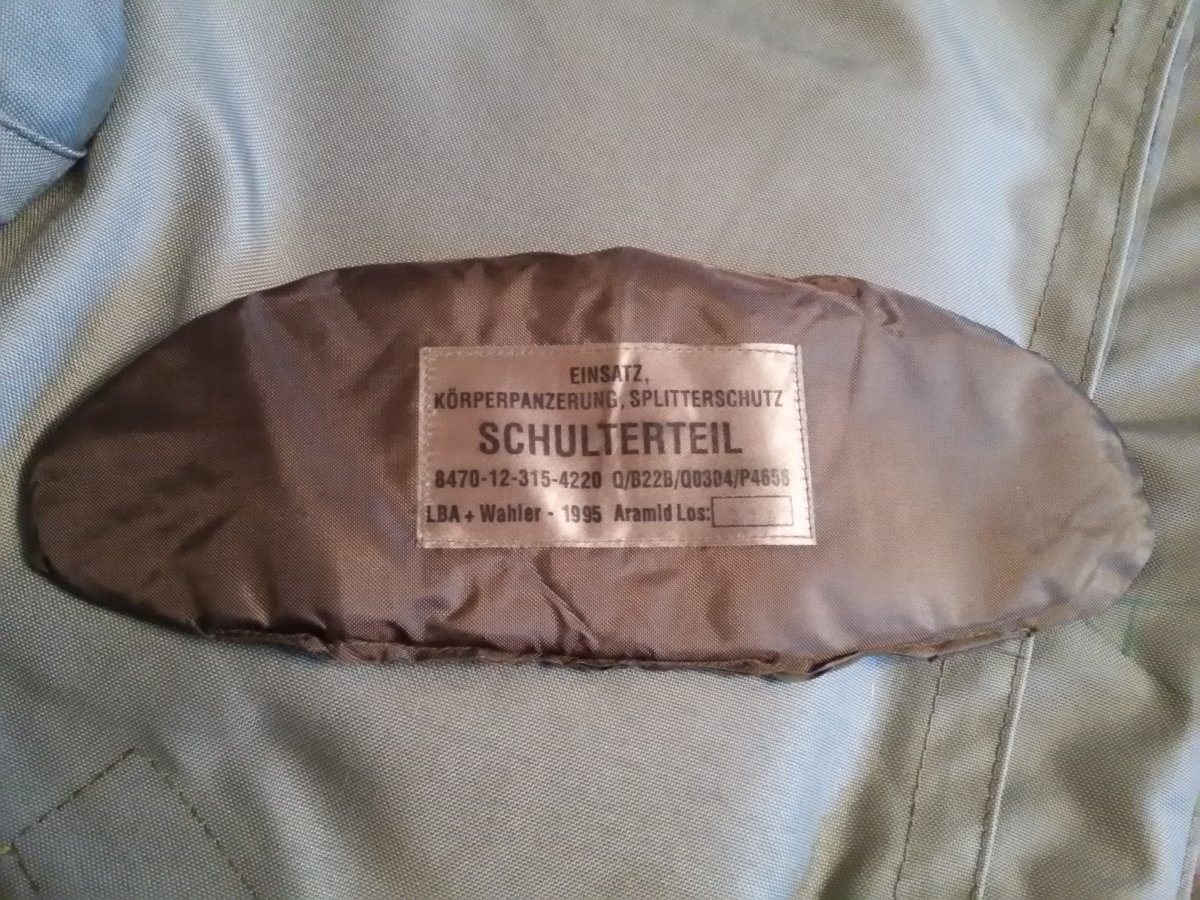 EINSATZ,
KÖRPERPANZERUNG, SPLITTERSCHUTZ
SCHULTERTEIL
8470-12-315-4220 Q/B22B/Q03D4/P4656
LBA + Wahler - 1995 Aramid Los: